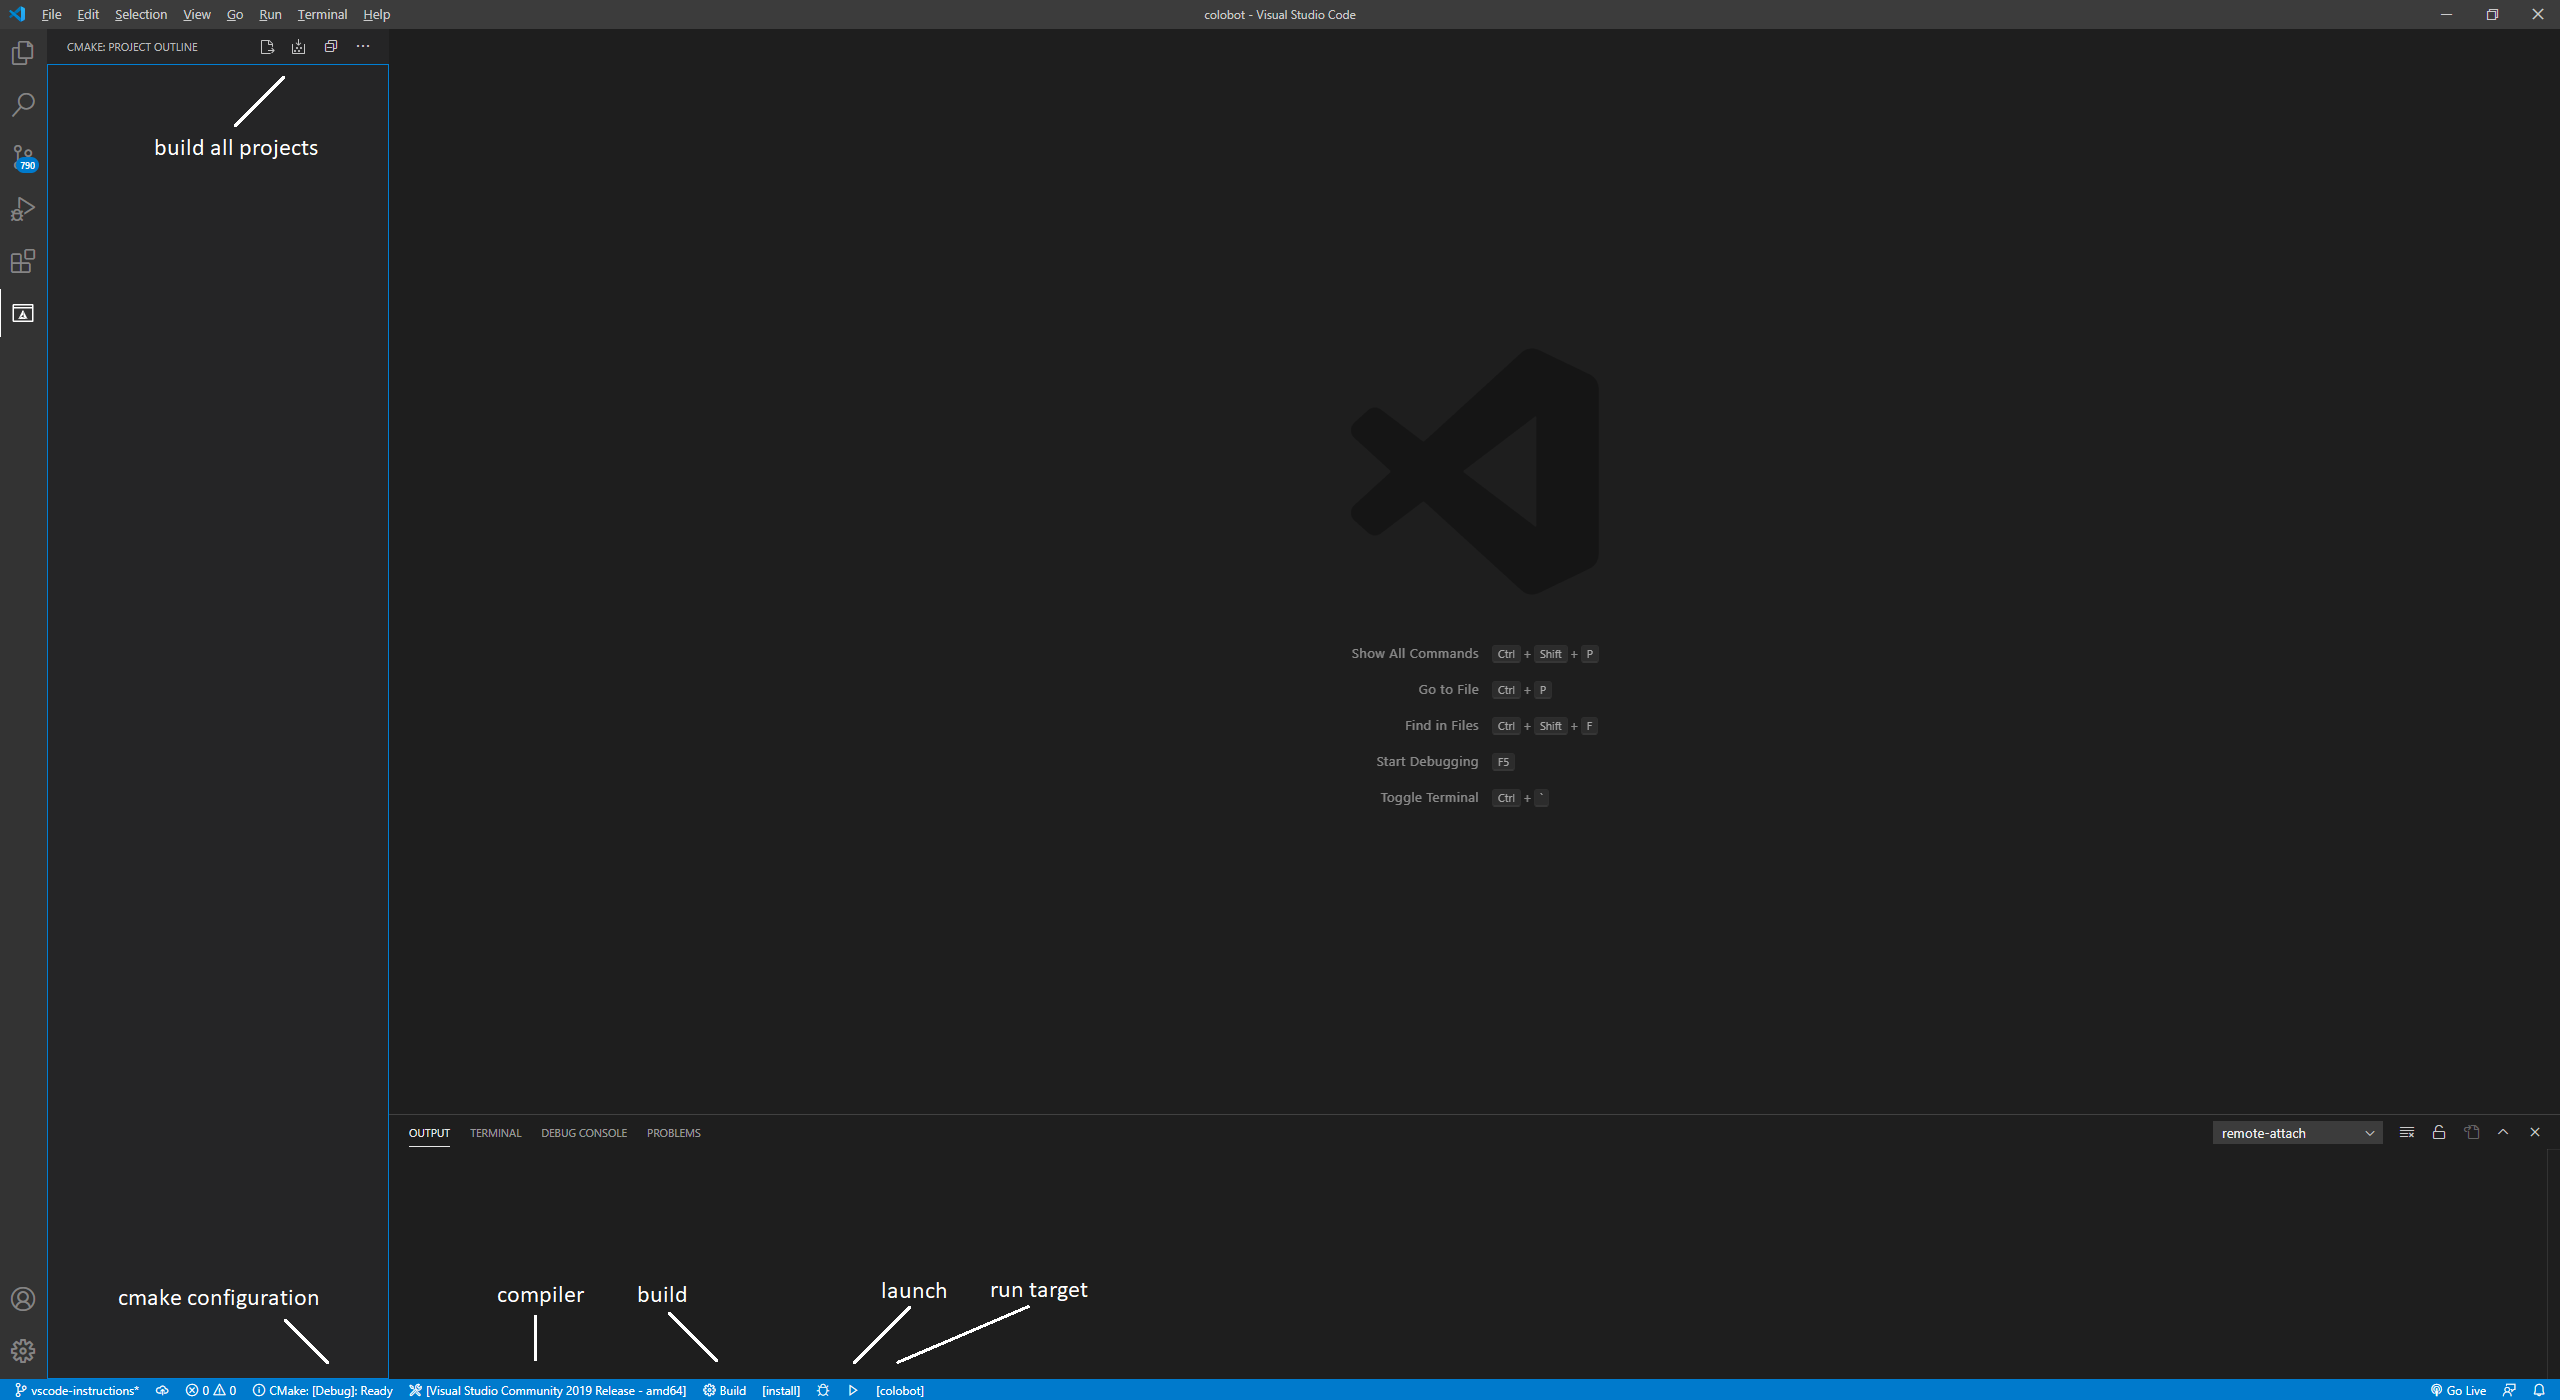 File Edit Selection View Go Run Terminal Help
colobot - Visual Studio Code
CMAKE: PROJECT OUTLINE
build all projects
790
Show All Commands Ctrl + Shift + P
Go to File Ctrl + P
Find in Files Ctrl + Shift + F
Start Debugging F5
Toggle Terminal Ctrl + `
OUTPUT TERMINAL DEBUG CONSOLE PROBLEMS
remote-attach
cmake configuration
compiler
build
launch
run target
vscode-instructions* 0 0 CMake: [Debug]: Ready [Visual Studio Community 2019 Release - amd64] Build [install] [colobot] Go Live